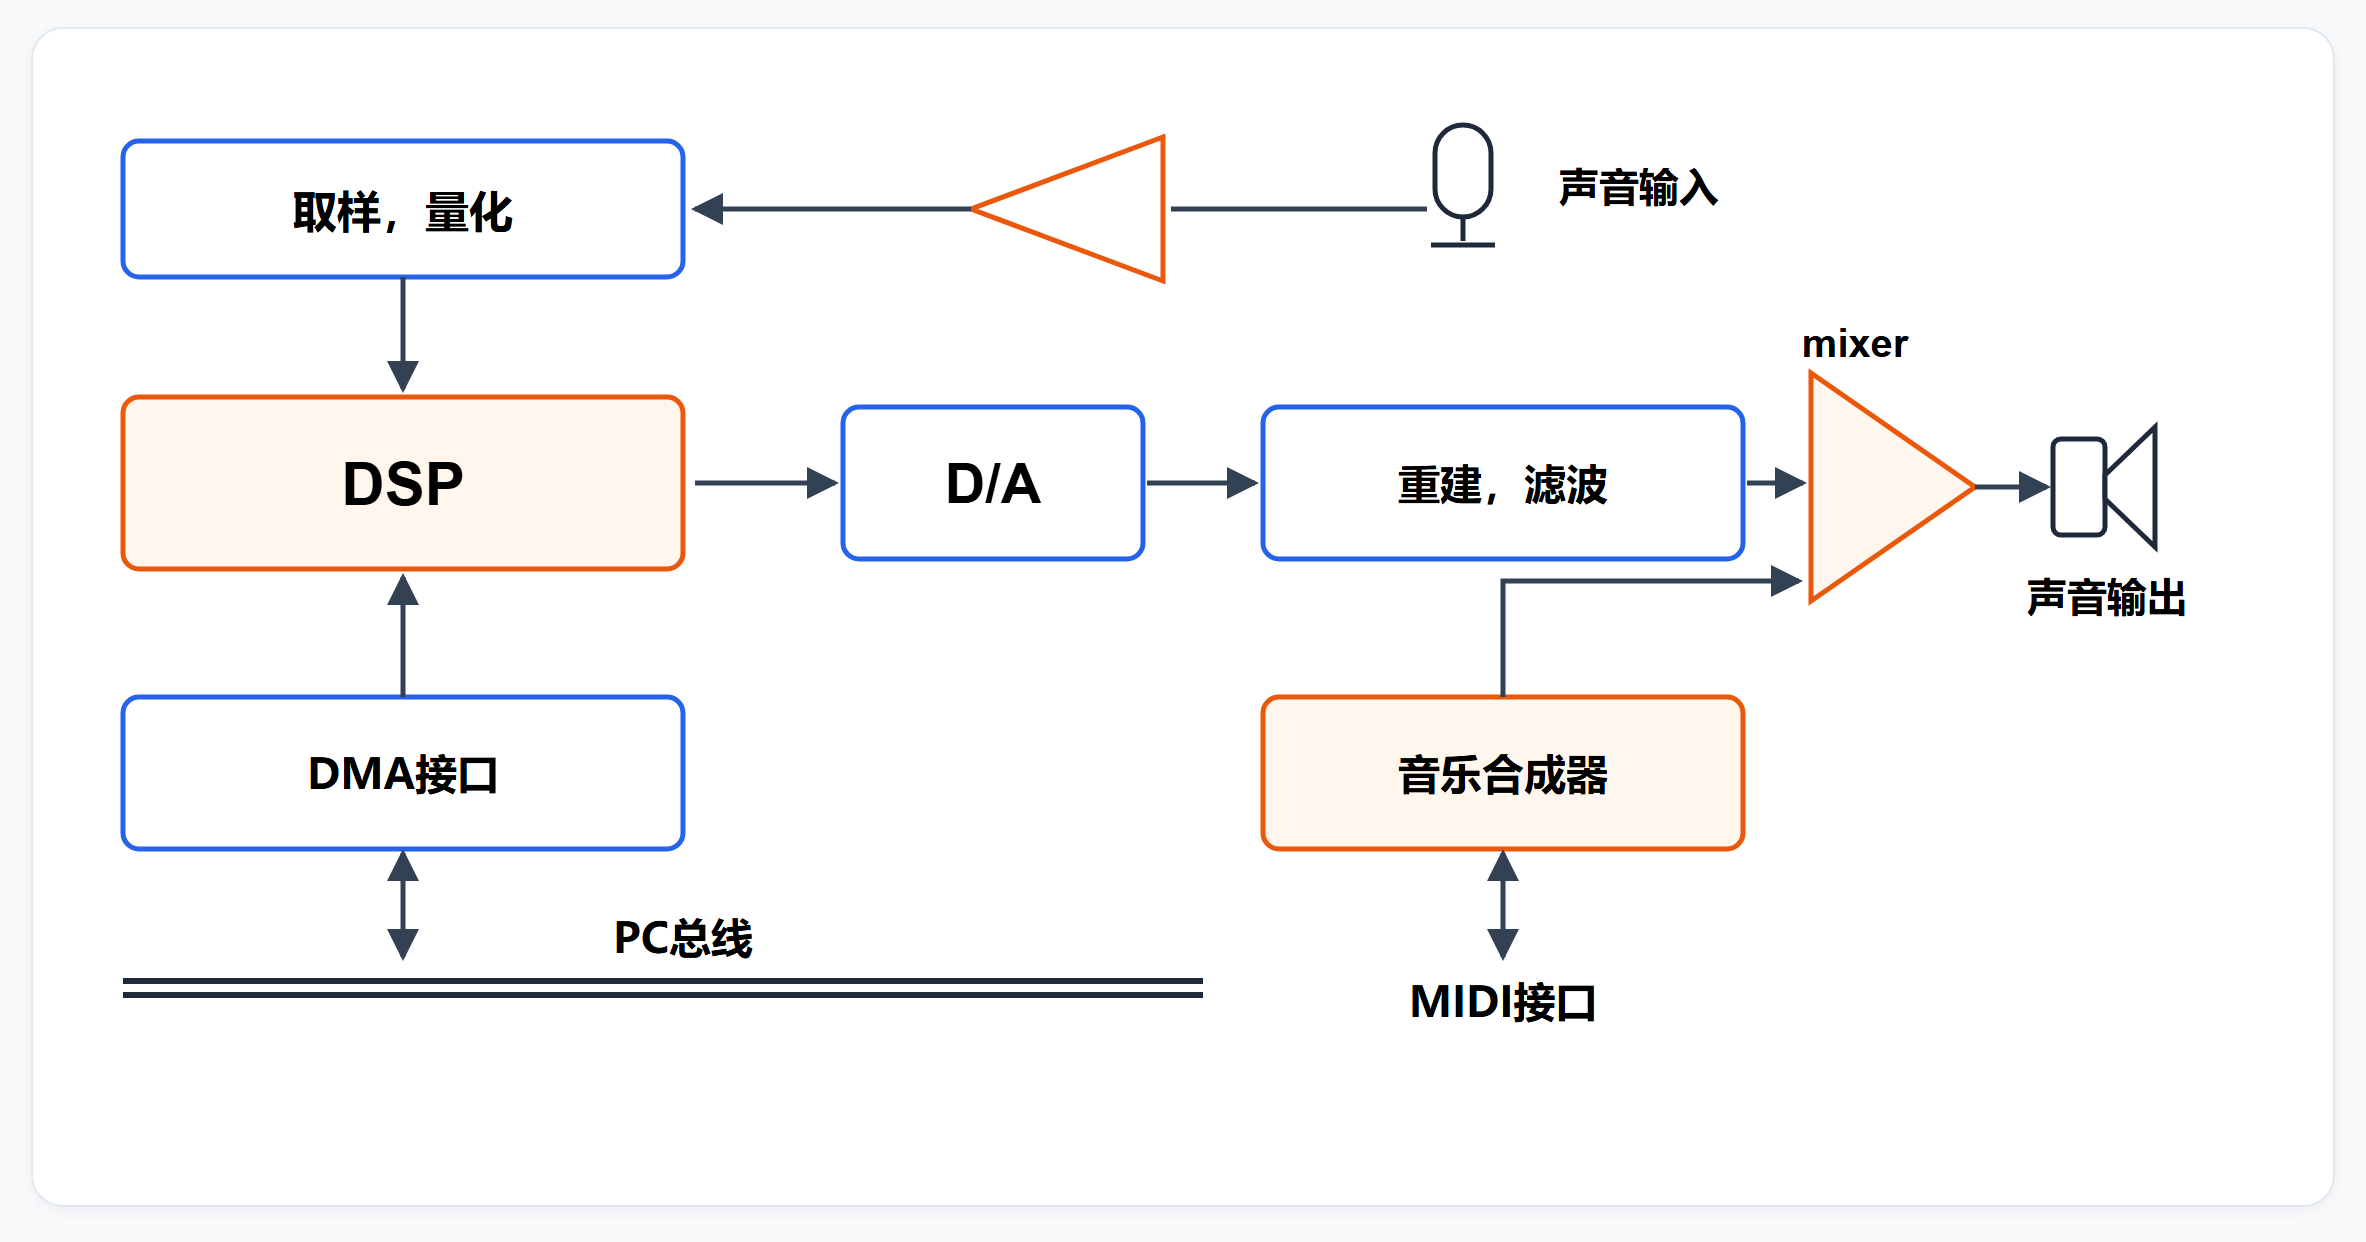 声音输入
取样，量化
mixer
DSP
D/A
重建，滤波
声音输出
DMA接口
音乐合成器
PC总线
MIDI接口